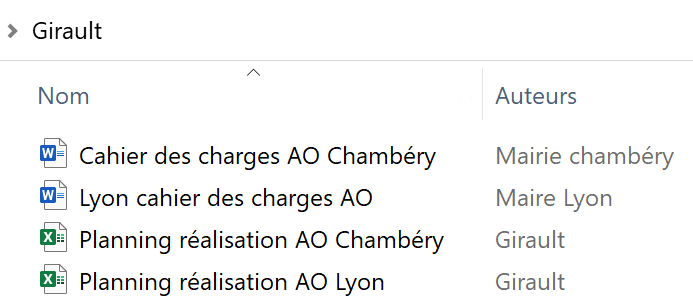 Girault
Nom Auteurs
Cahier des charges AO Chambéry Mairie chambéry
Lyon cahier des charges AO Maire Lyon
Planning réalisation AO Chambéry Girault
Planning réalisation AO Lyon Girault